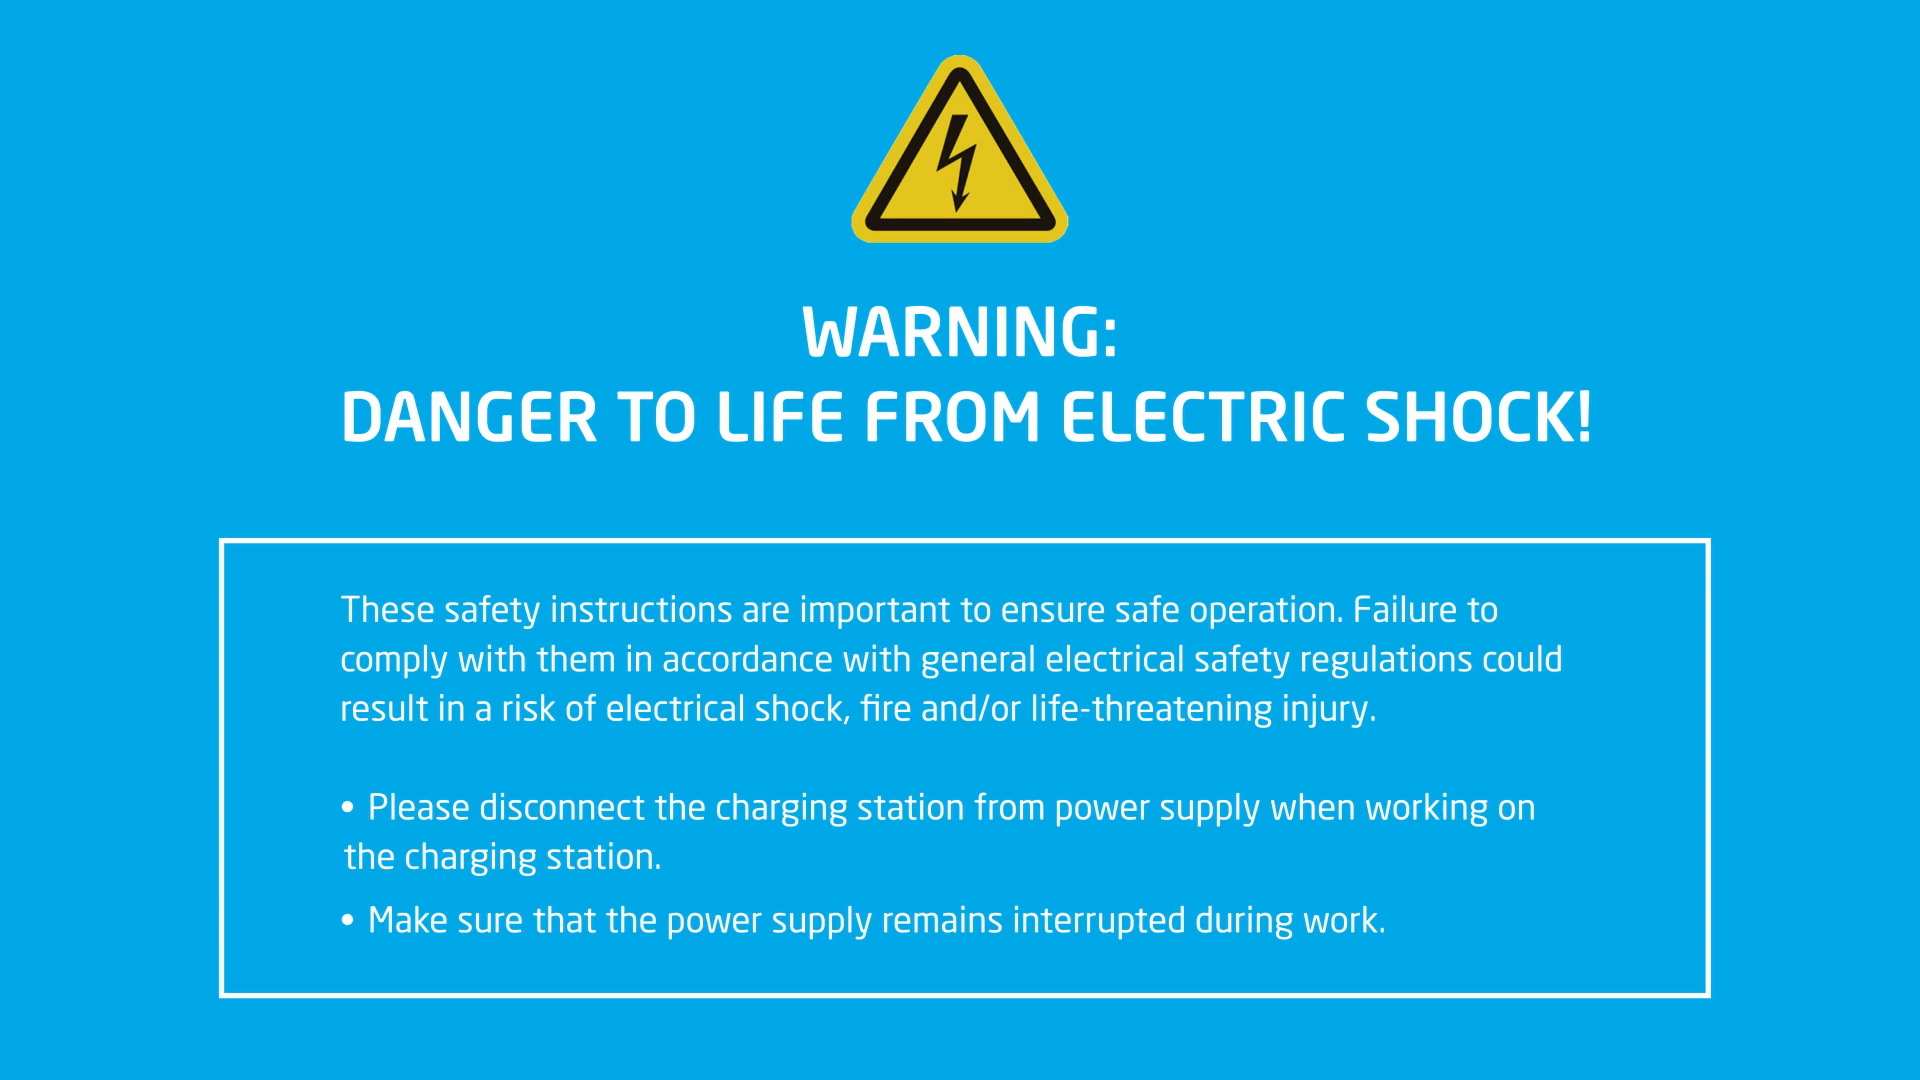 WARNING:
DANGER TO LIFE FROM ELECTRIC SHOCK!
These safety instructions are important to ensure safe operation. Failure to
comply with them in accordance with general electrical safety regulations could
result in a risk of electrical shock, fire and/or life-threatening injury.
• Please disconnect the charging station from power supply when working on
the charging station.
• Make sure that the power supply remains interrupted during work.